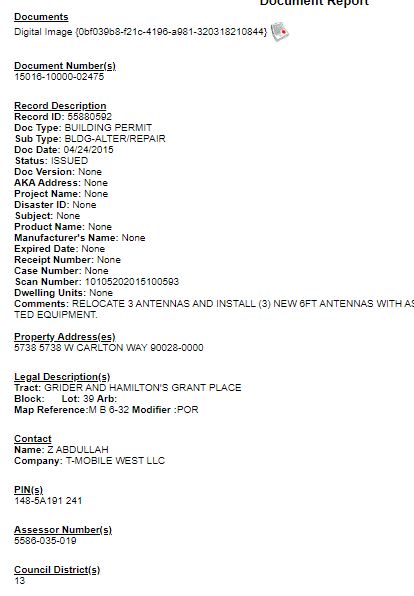 Document Report
Documents
Digital Image {0bf039b8-f21c-4196-a981-320318210844}
Document Number(s)
15016-10000-02475
Record Description
Record ID: 55880592
Doc Type: BUILDING PERMIT
Sub Type: BLDG-ALTER/REPAIR
Doc Date: 04/24/2015
Status: ISSUED
Doc Version: None
AKA Address: None
Project Name: None
Disaster ID: None
Subject: None
Product Name: None
Manufacturer's Name: None
Expired Date: None
Receipt Number: None
Case Number: None
Scan Number: 10105202015100593
Dwelling Units: None
Comments: RELOCATE 3 ANTENNAS AND INSTALL (3) NEW 6FT ANTENNAS WITH AS
TED EQUIPMENT.
Property Address(es)
5738 5738 W CARLTON WAY 90028-0000
Legal Description(s)
Tract: GRIDER AND HAMILTON'S GRANT PLACE
Block: Lot: 39 Arb:
Map Reference:M B 6-32 Modifier :POR
Contact
Name: Z ABDULLAH
Company: T-MOBILE WEST LLC
PIN(s)
148-5A191 241
Assessor Number(s)
5586-035-019
Council District(s)
13